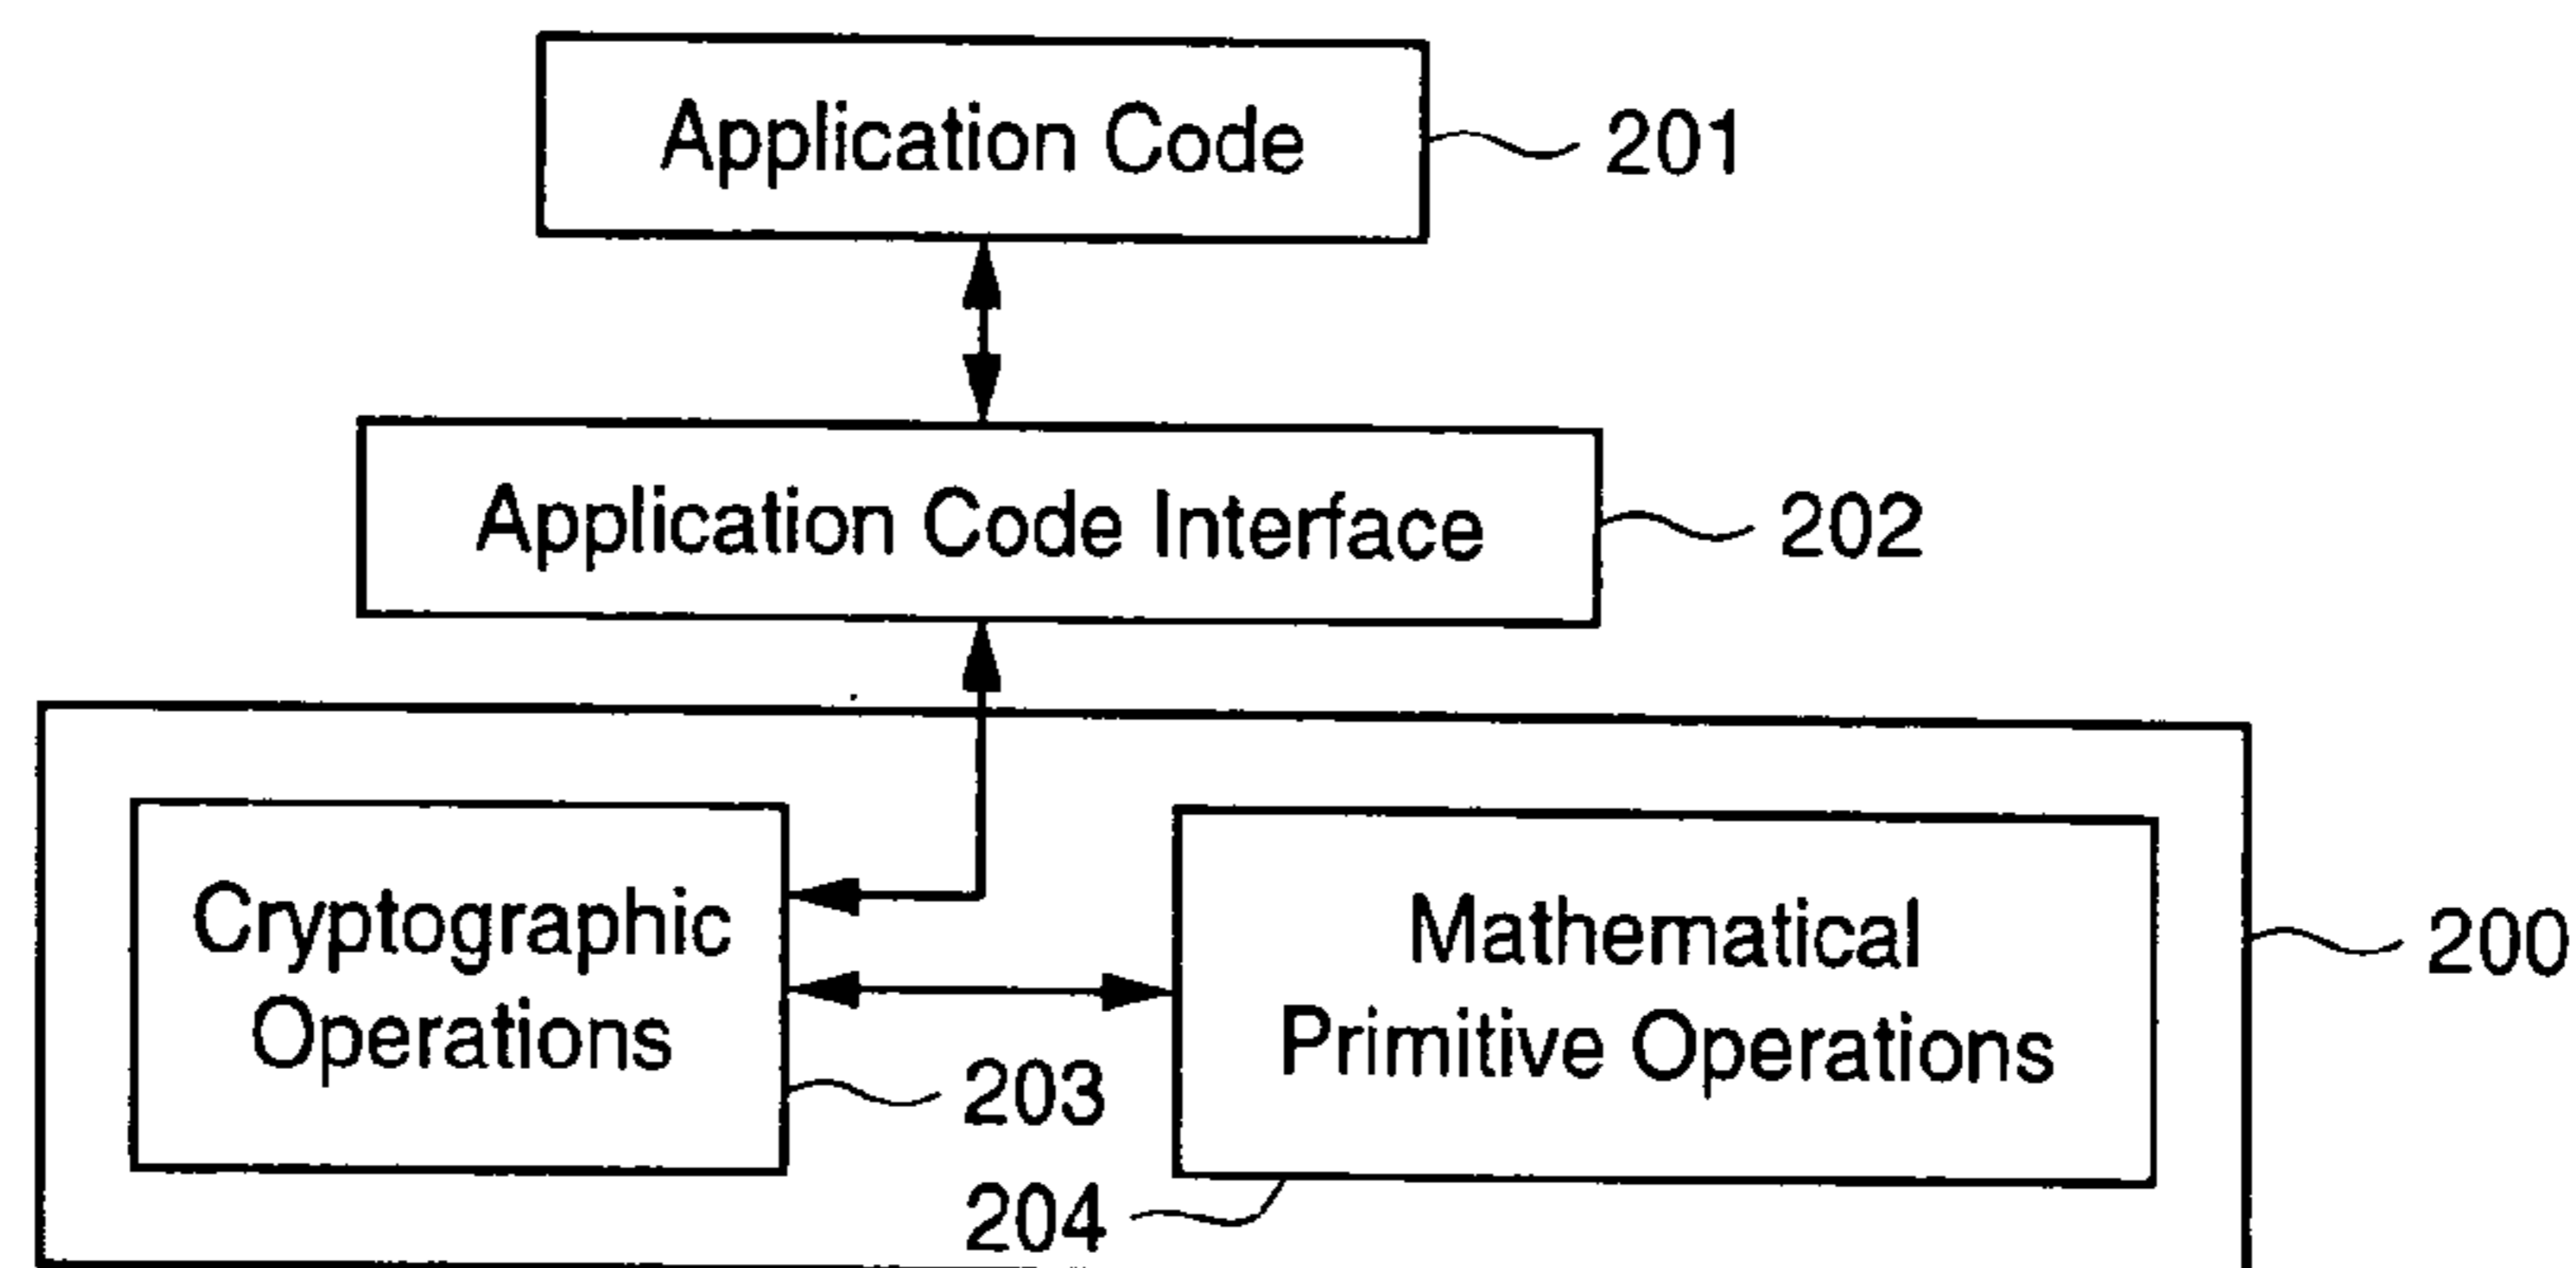 Application Code
201
Application Code Interface
202
Cryptographic
Operations
203
Mathematical
Primitive Operations
204
200